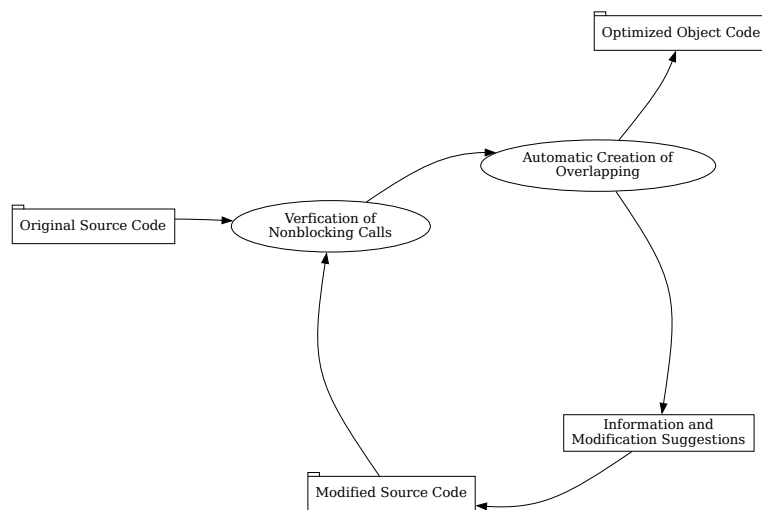 Optimized Object Code
Automatic Creation of
Overlapping
Original Source Code
Verfication of
Nonblocking Calls
Information and
Modification Suggestions
Modified Source Code